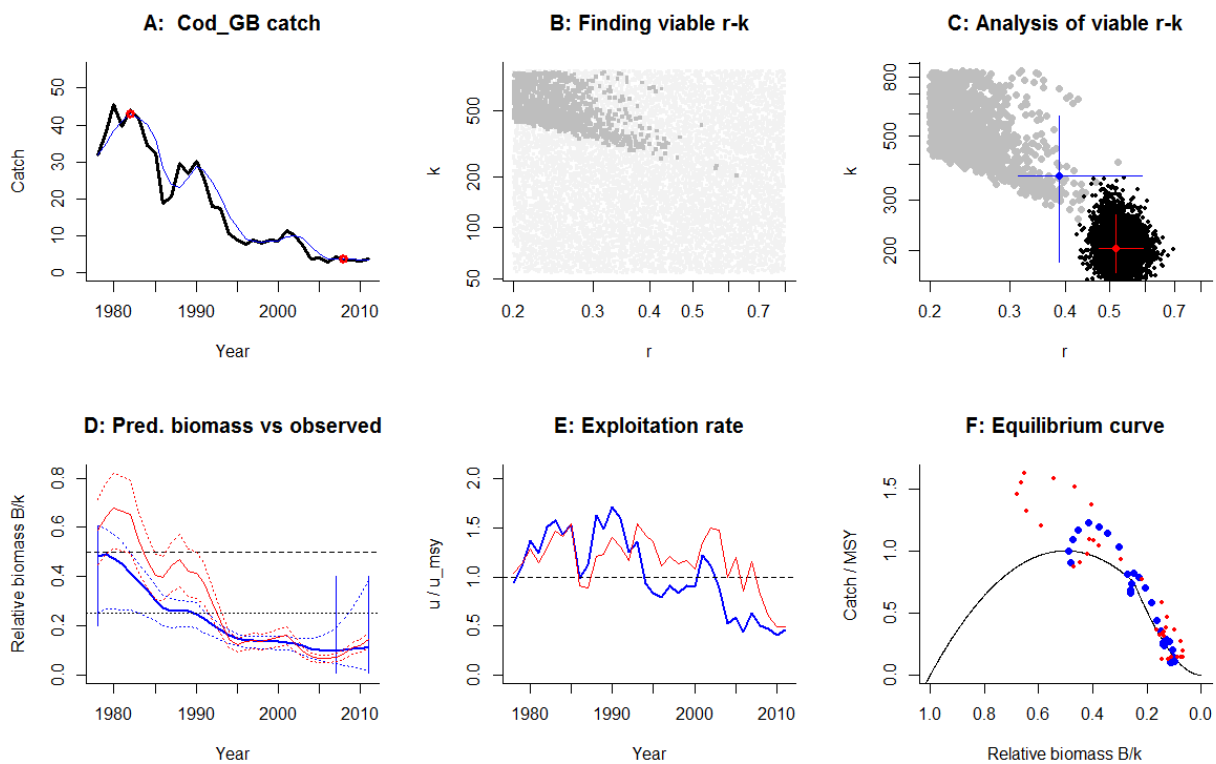 A: Cod_GB catch
Catch
0 10 20 30 40 50
1980 1990 2000 2010
Year
B: Finding viable r-k
k
50 200 500
0.2 0.3 0.4 0.5 0.7
r
C: Analysis of viable r-k
k
200 300 500 800
0.2 0.3 0.4 0.5 0.7
r
D: Pred. biomass vs observed
Relative biomass B/k
0.0 0.2 0.4 0.6 0.8
1980 1990 2000 2010
Year
E: Exploitation rate
u / u_msy
0.0 0.5 1.0 1.5 2.0
1980 1990 2000 2010
Year
F: Equilibrium curve
Catch / MSY
0.0 0.5 1.0 1.5
1.0 0.8 0.6 0.4 0.2 0.0
Relative biomass B/k